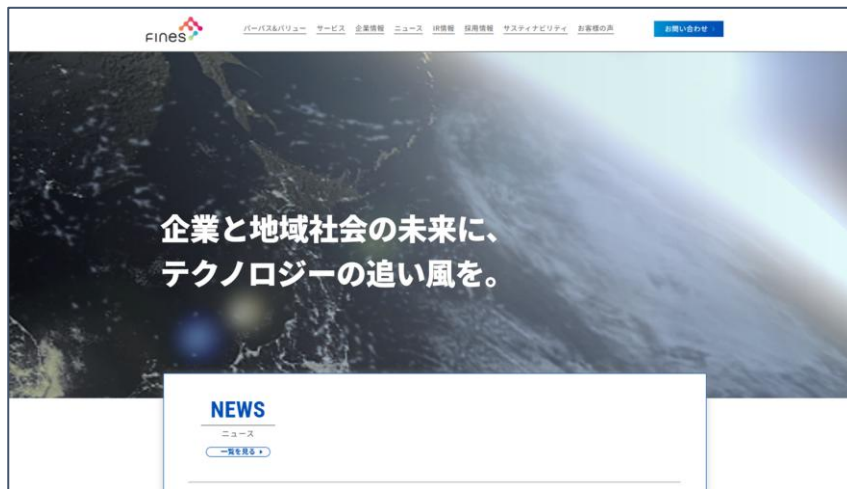 FINES
パーパス&バリュー サービス 企業情報 ニュース IR情報 採用情報 サスティナビリティ お客様の声 お問い合わせ
企業と地域社会の未来に、
テクノロジーの追い風を。
NEWS
ニュース
一覧を見る